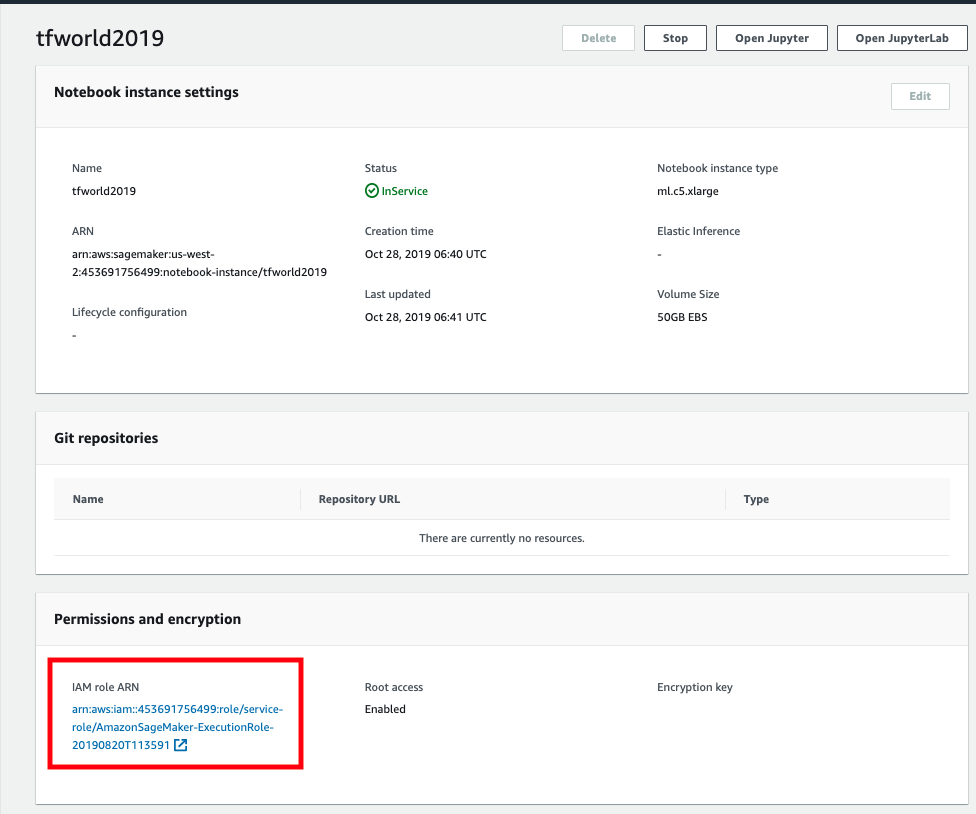 tfworld2019
Delete
Stop
Open Jupyter
Open JupyterLab
Notebook instance settings
Edit
Name
tfworld2019
ARN
arn:aws:sagemaker:us-west-
2:453691756499:notebook-instance/tfworld2019
Lifecycle configuration
-
Status
InService
Creation time
Oct 28, 2019 06:40 UTC
Last updated
Oct 28, 2019 06:41 UTC
Notebook instance type
ml.c5.xlarge
Elastic Inference
-
Volume Size
50GB EBS
Git repositories
Name
Repository URL
Type
There are currently no resources.
Permissions and encryption
IAM role ARN
arn:aws:iam::453691756499:role/service-
role/AmazonSageMaker-ExecutionRole-
20190820T113591
Root access
Enabled
Encryption key